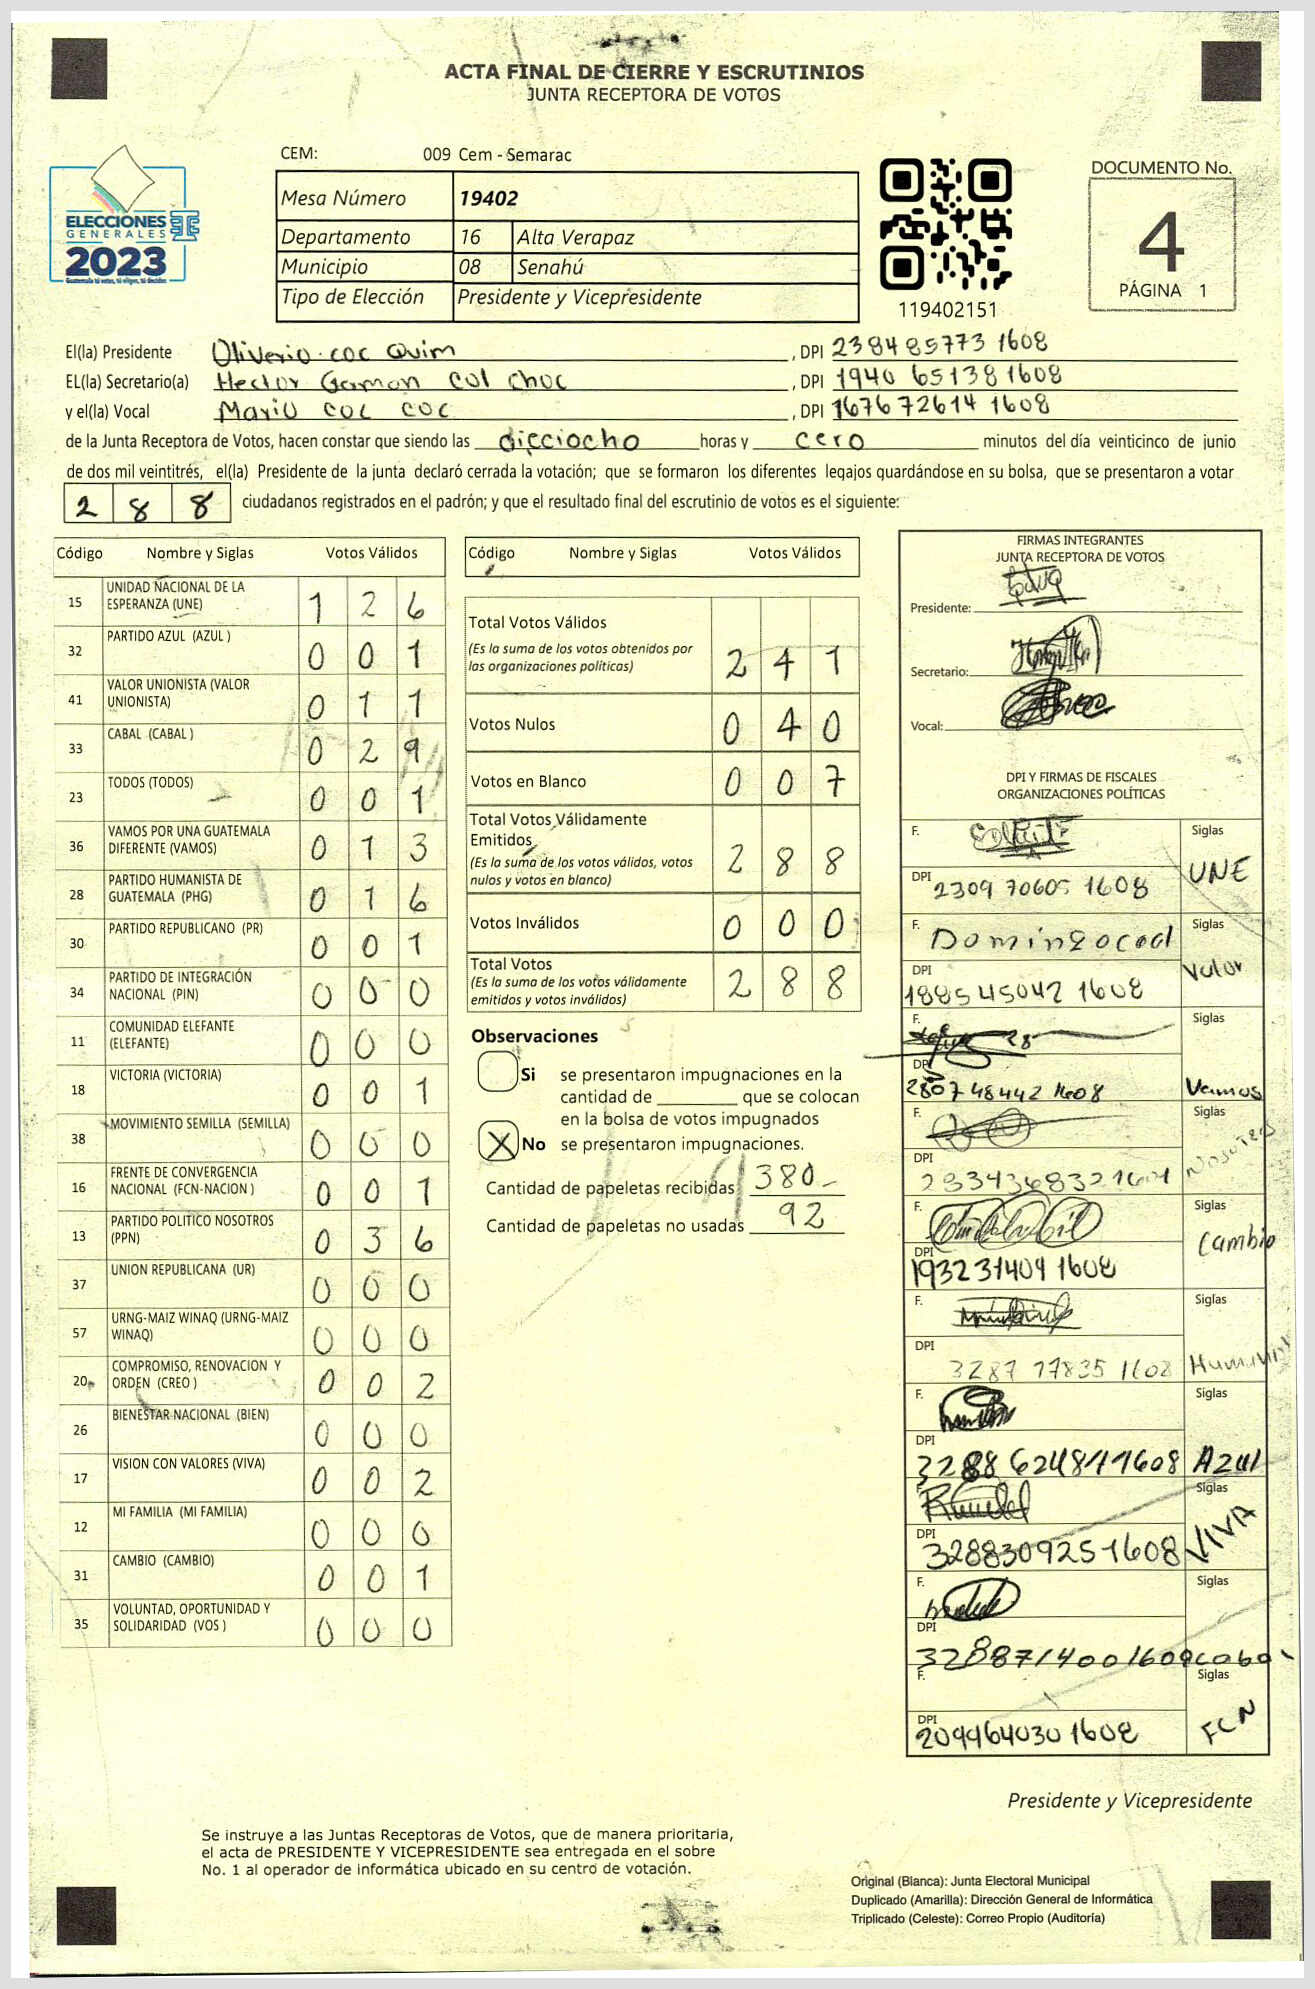 ACTA FINAL DE CIERRE Y ESCRUTINIOS
JUNTA RECEPTORA DE VOTOS
CEM: 009 Cem - Semarac
ELECCIONES
GENERALES
2023
Guatemala tú votas, tú eliges, tú decides
Mesa Número 19402
Departamento 16 Alta Verapaz
Municipio 08 Senahú
Tipo de Elección Presidente y Vicepresidente
119402151
DOCUMENTO No.
4
PÁGINA 1
El(la) Presidente Oliverio coc Quim , DPI 238485773 1608
EL(la) Secretario(a) Hector German Col Choc , DPI 1940 65138 1608
y el(la) Vocal Mario coc coc , DPI 1676 72614 1608
de la Junta Receptora de Votos, hacen constar que siendo las dieciocho horas y cero minutos del día veinticinco de junio
de dos mil veintitrés, el(la) Presidente de la junta declaró cerrada la votación; que se formaron los diferentes legajos quardándose en su bolsa, que se presentaron a votar
2 8 8 ciudadanos registrados en el padrón; y que el resultado final del escrutinio de votos es el siguiente:
Código Nombre y Siglas Votos Válidos
15 UNIDAD NACIONAL DE LA ESPERANZA (UNE) 1 2 6
32 PARTIDO AZUL (AZUL ) 0 0 1
41 VALOR UNIONISTA (VALOR UNIONISTA) 0 1 1
33 CABAL (CABAL ) 0 2 9
23 TODOS (TODOS) 0 0 1
36 VAMOS POR UNA GUATEMALA DIFERENTE (VAMOS) 0 1 3
28 PARTIDO HUMANISTA DE GUATEMALA (PHG) 0 1 6
30 PARTIDO REPUBLICANO (PR) 0 0 1
34 PARTIDO DE INTEGRACIÓN NACIONAL (PIN) 0 0 0
11 COMUNIDAD ELEFANTE (ELEFANTE) 0 0 0
18 VICTORIA (VICTORIA) 0 0 1
38 MOVIMIENTO SEMILLA (SEMILLA) 0 0 0
16 FRENTE DE CONVERGENCIA NACIONAL (FCN-NACION ) 0 0 1
13 PARTIDO POLITICO NOSOTROS (PPN) 0 3 6
37 UNION REPUBLICANA (UR) 0 0 0
57 URNG-MAIZ WINAQ (URNG-MAIZ WINAQ) 0 0 0
20 COMPROMISO, RENOVACION Y ORDEN (CREO ) 0 0 2
26 BIENESTAR NACIONAL (BIEN) 0 0 0
17 VISION CON VALORES (VIVA) 0 0 2
12 MI FAMILIA (MI FAMILIA) 0 0 0
31 CAMBIO (CAMBIO) 0 0 1
35 VOLUNTAD, OPORTUNIDAD Y SOLIDARIDAD (VOS ) 0 0 0
Código Nombre y Siglas Votos Válidos
Total Votos Válidos
(Es la suma de los votos obtenidos por
las organizaciones políticas) 2 4 1
Votos Nulos 0 4 0
Votos en Blanco 0 0 7
Total Votos Válidamente
Emitidos
(Es la suma de los votos válidos, votos
nulos y votos en blanco) 2 8 8
Votos Inválidos 0 0 0
Total Votos
(Es la suma de los votos válidamente
emitidos y votos inválidos) 2 8 8
Observaciones
Si se presentaron impugnaciones en la
cantidad de ________ que se colocan
en la bolsa de votos impugnados
X No se presentaron impugnaciones.
Cantidad de papeletas recibidas 380
Cantidad de papeletas no usadas 92
FIRMAS INTEGRANTES
JUNTA RECEPTORA DE VOTOS
Presidente:
Secretario:
Vocal:
DPI Y FIRMAS DE FISCALES
ORGANIZACIONES POLÍTICAS
F. Siglas
DPI 2309 70605 1608 UNE
F. Domingo cool Siglas
DPI 1885 45042 1608 Valor
F. Siglas
DPI 2807 48442 1608 Vamos
F. Siglas
DPI Nosotros
F. Siglas
DPI 193231409 1608 Cambio
F. Siglas
DPI 3287 77835 1608
F. Siglas
DPI 3288 62481 1608 Azul
F. Siglas
DPI 328830925 1608 VIVA
F. Siglas
DPI 328871400 1608 cabal
F. Siglas
DPI 209964030 1608 FCN
Presidente y Vicepresidente
Se instruye a las Juntas Receptoras de Votos, que de manera prioritaria,
el acta de PRESIDENTE Y VICEPRESIDENTE sea entregada en el sobre
No. 1 al operador de informática ubicado en su centro de votación.
Original (Blanca): Junta Electoral Municipal
Duplicado (Amarilla): Dirección General de Informática
Triplicado (Celeste): Correo Propio (Auditoría)